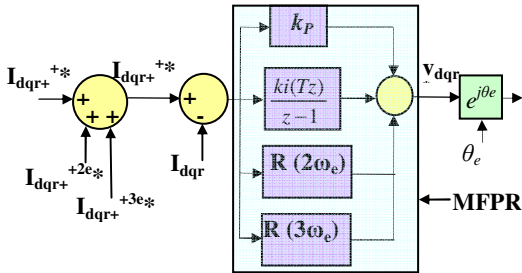 I_dqr^+*
I_dqr+^+*
+
+
+
I_dqr+^+2e*
I_dqr+^+3e*
+
-
I_dqr
k_P
ki(Tz)
z−1
R (2ω_e)
R (3ω_e)
v_dqr
e^jθe
θ_e
MFPR